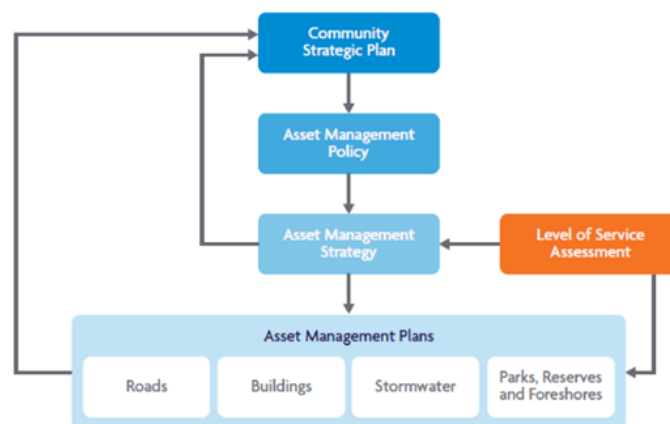 Community
Strategic Plan
Asset Management
Policy
Asset Management
Strategy
Level of Service
Assessment
Asset Management Plans
Roads
Buildings
Stormwater
Parks, Reserves
and Foreshores